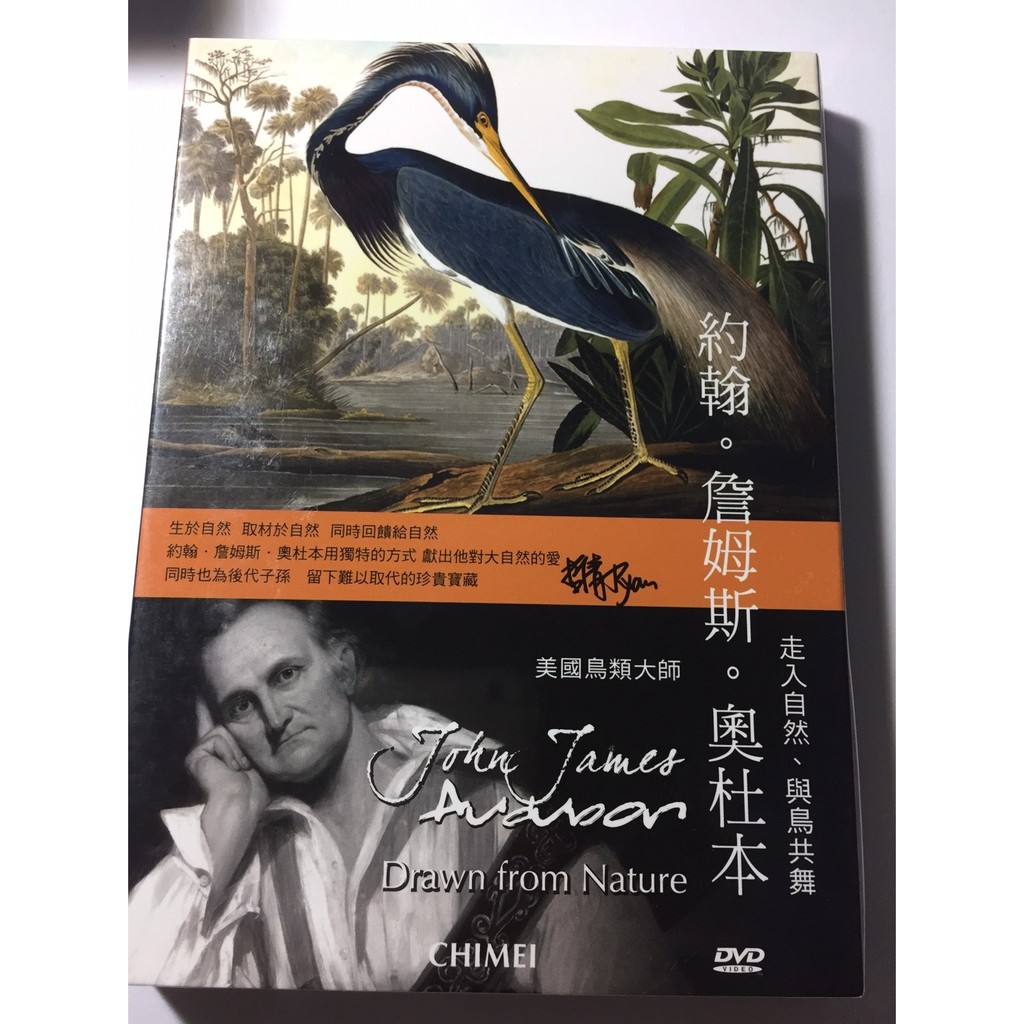 約翰。詹姆斯。奧杜本
走入自然、與鳥共舞
生於自然 取材於自然 同時回饋給自然
約翰・詹姆斯・奧杜本用獨特的方式 獻出他對大自然的愛
同時也為後代子孫 留下難以取代的珍貴寶藏
Ryan
美國鳥類大師
John James
Audubon
Drawn from Nature
CHIMEI
DVD
VIDEO